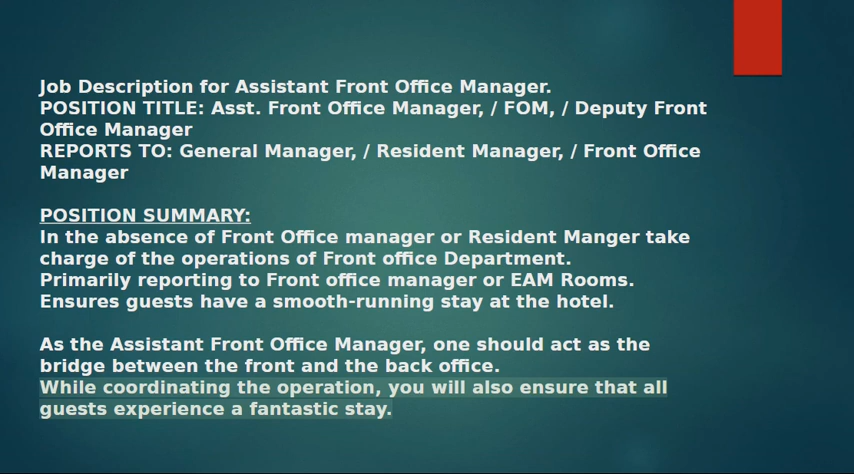 Job Description for Assistant Front Office Manager.
POSITION TITLE: Asst. Front Office Manager, / FOM, / Deputy Front
Office Manager
REPORTS TO: General Manager, / Resident Manager, / Front Office
Manager
POSITION SUMMARY:
In the absence of Front Office manager or Resident Manger take
charge of the operations of Front office Department.
Primarily reporting to Front office manager or EAM Rooms.
Ensures guests have a smooth-running stay at the hotel.
As the Assistant Front Office Manager, one should act as the
bridge between the front and the back office.
While coordinating the operation, you will also ensure that all
guests experience a fantastic stay.